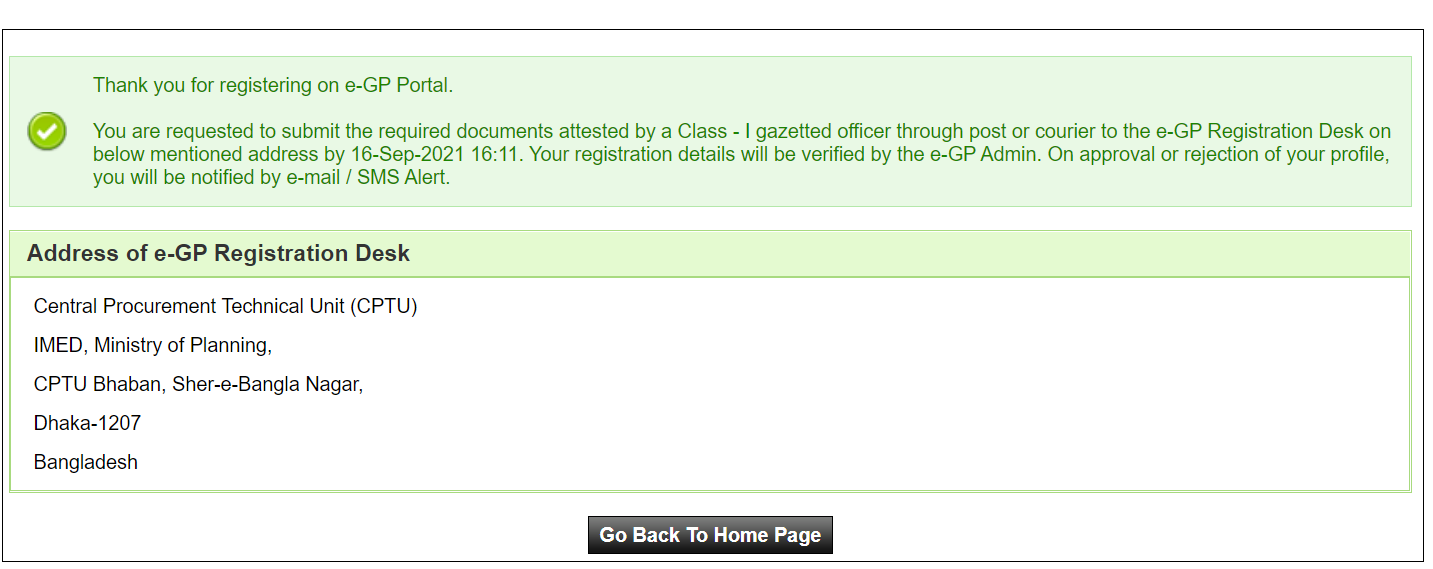 Thank you for registering on e-GP Portal.
You are requested to submit the required documents attested by a Class - I gazetted officer through post or courier to the e-GP Registration Desk on
below mentioned address by 16-Sep-2021 16:11. Your registration details will be verified by the e-GP Admin. On approval or rejection of your profile,
you will be notified by e-mail / SMS Alert.
Address of e-GP Registration Desk
Central Procurement Technical Unit (CPTU)
IMED, Ministry of Planning,
CPTU Bhaban, Sher-e-Bangla Nagar,
Dhaka-1207
Bangladesh
Go Back To Home Page